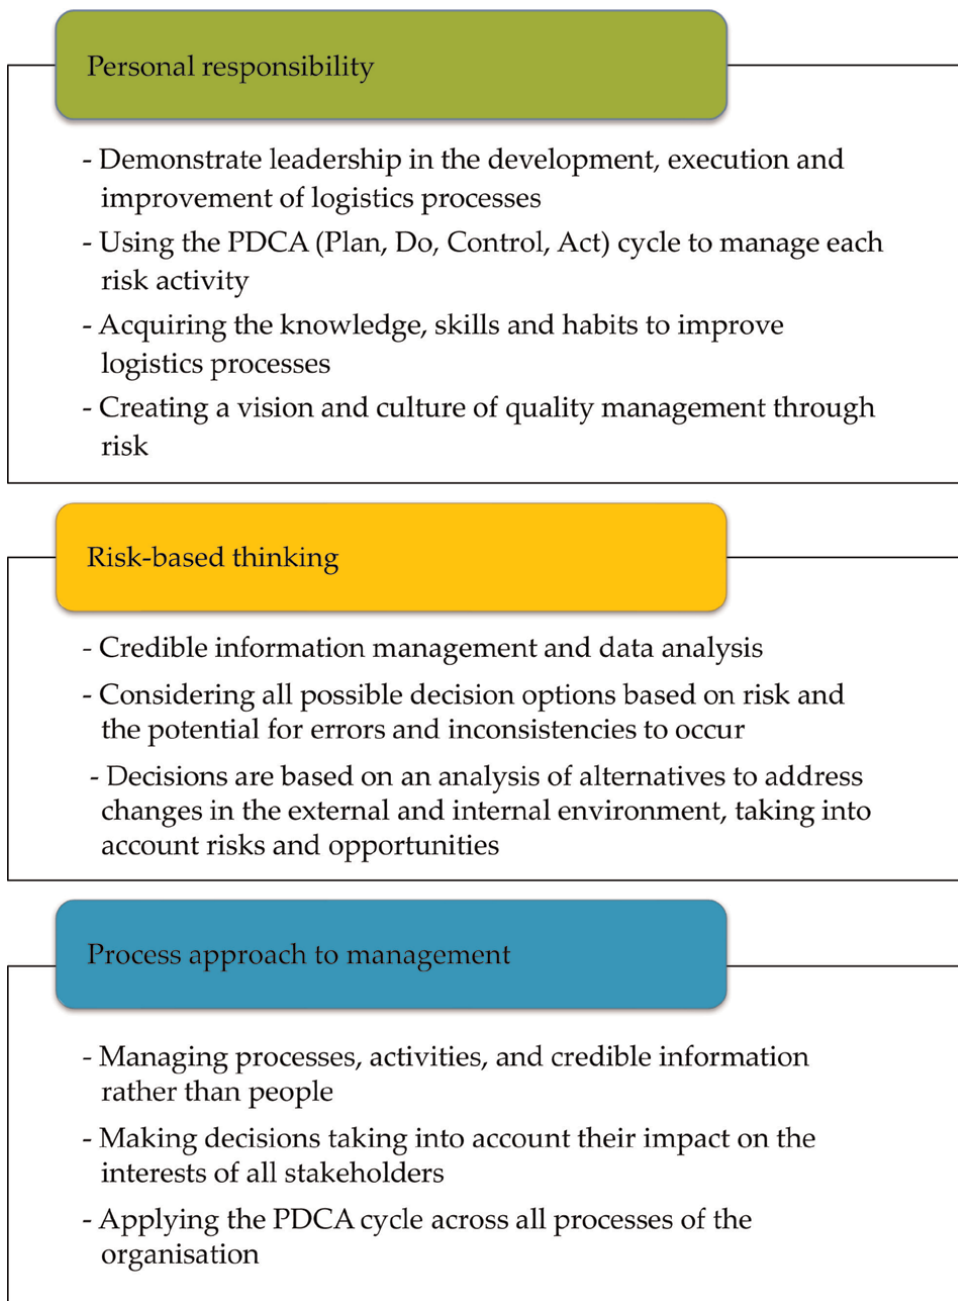 Personal responsibility
- Demonstrate leadership in the development, execution and
improvement of logistics processes
- Using the PDCA (Plan, Do, Control, Act) cycle to manage each
risk activity
- Acquiring the knowledge, skills and habits to improve
logistics processes
- Creating a vision and culture of quality management through
risk
Risk-based thinking
- Credible information management and data analysis
- Considering all possible decision options based on risk and
the potential for errors and inconsistencies to occur
- Decisions are based on an analysis of alternatives to address
changes in the external and internal environment, taking into
account risks and opportunities
Process approach to management
- Managing processes, activities, and credible information
rather than people
- Making decisions taking into account their impact on the
interests of all stakeholders
- Applying the PDCA cycle across all processes of the
organisation